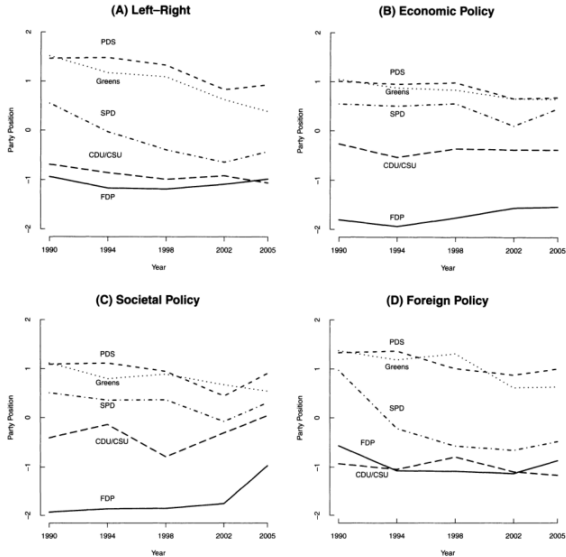 (A) Left–Right
Party Position
2
1
0
−1
−2
PDS
Greens
SPD
CDU/CSU
FDP
1990 1994 1998 2002 2005
Year
(B) Economic Policy
Party Position
2
1
0
−1
−2
PDS
Greens
SPD
CDU/CSU
FDP
1990 1994 1998 2002 2005
Year
(C) Societal Policy
Party Position
2
1
0
−1
−2
PDS
Greens
SPD
CDU/CSU
FDP
1990 1994 1998 2002 2005
Year
(D) Foreign Policy
Party Position
2
1
0
−1
−2
PDS
Greens
SPD
FDP
CDU/CSU
1990 1994 1998 2002 2005
Year